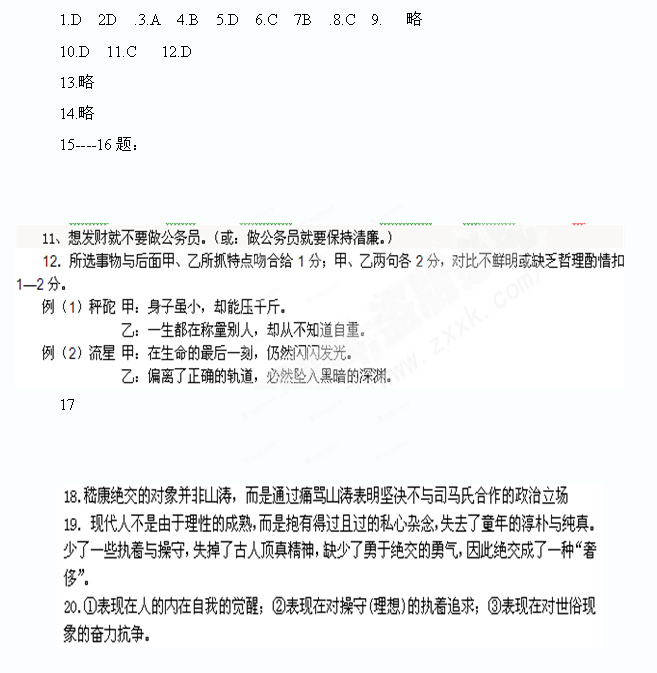 1.D 2D .3.A 4.B 5.D 6.C 7B .8.C 9. 略
10.D 11.C 12.D
13.略
14.略
15----16题：
11、想发财就不要做公务员。（或：做公务员就要保持清廉。）
12．所选事物与后面甲、乙所抓特点吻合给1分；甲、乙两句各2分，对比不鲜明或缺乏哲理酌情扣
1—2分。
例（1）秤砣 甲：身子虽小，却能压千斤。
乙：一生都在称量别人，却从不知道自重。
例（2）流星 甲：在生命的最后一刻，仍然闪闪发光。
乙：偏离了正确的轨道，必然坠入黑暗的深渊。
17
18.嵇康绝交的对象并非山涛，而是通过痛骂山涛表明坚决不与司马氏合作的政治立场
19．现代人不是由于理性的成熟,而是抱有得过且过的私心杂念,失去了童年的淳朴与纯真。
少了一些执着与操守,失掉了古人顶真精神,缺少了勇于绝交的勇气,因此绝交成了一种“奢
侈”。
20.①表现在人的内在自我的觉醒；②表现在对操守(理想)的执着追求；③表现在对世俗现
象的奋力抗争。